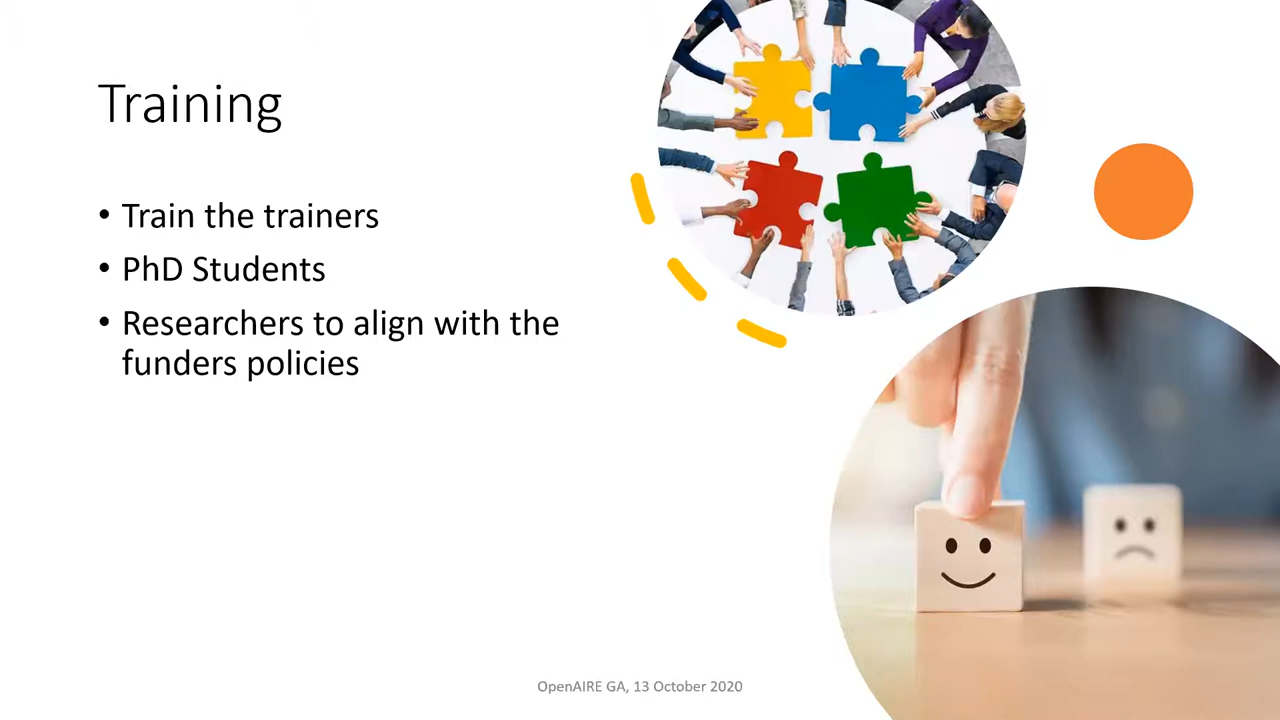 Training
• Train the trainers
• PhD Students
• Researchers to align with the
funders policies
OpenAIRE GA, 13 October 2020